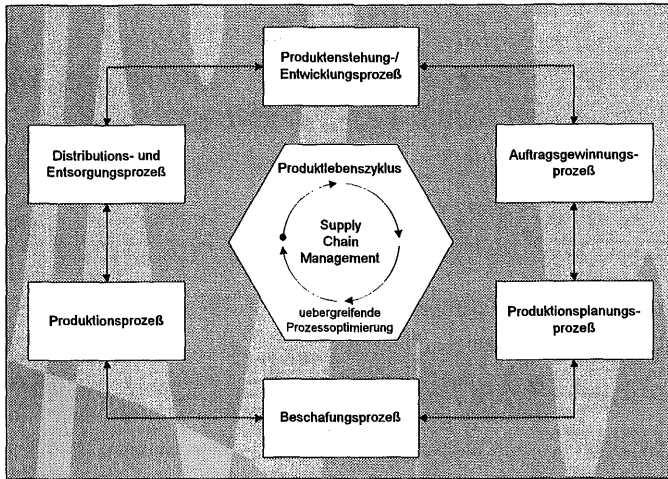 Produktenstehung-/
Entwicklungsprozeß
Distributions- und
Entsorgungsprozeß
Auftragsgewinnungs-
prozeß
Produktlebenszyklus
Supply
Chain
Management
uebergreifende
Prozessoptimierung
Produktionsprozeß
Produktionsplanungs-
prozeß
Beschafungsprozeß